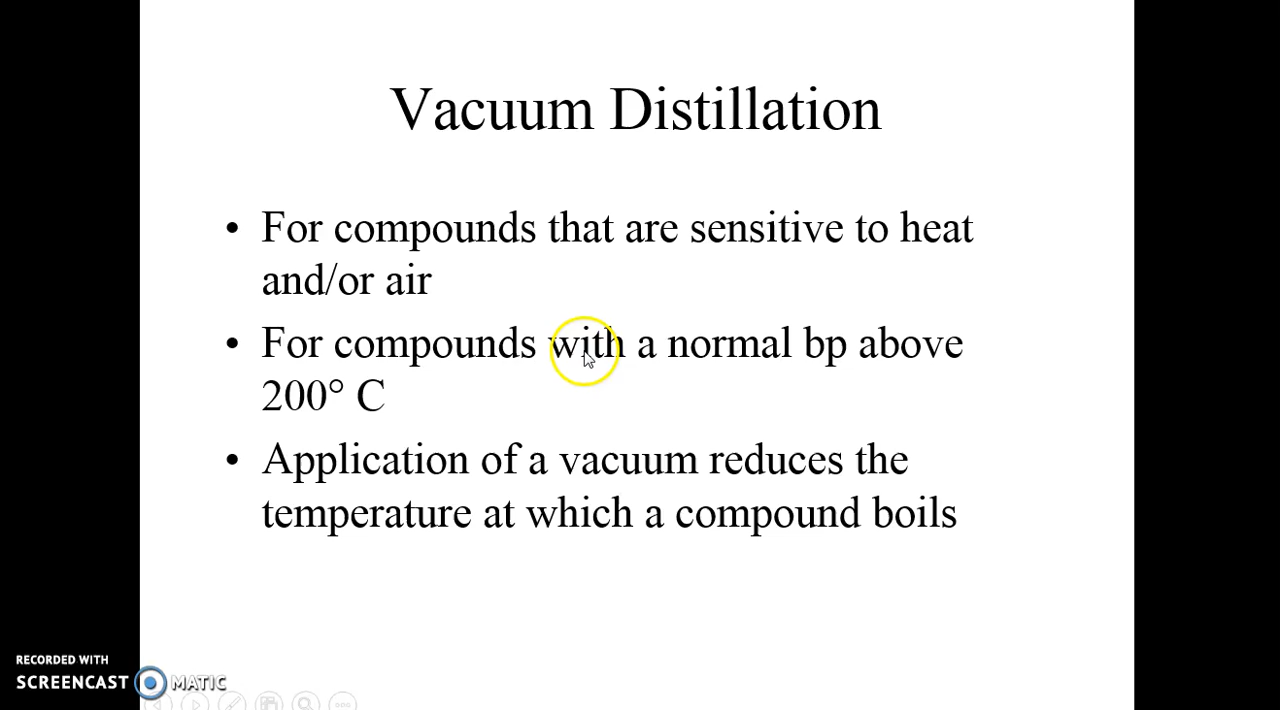 Vacuum Distillation
• For compounds that are sensitive to heat
and/or air
• For compounds with a normal bp above
200° C
• Application of a vacuum reduces the
temperature at which a compound boils
RECORDED WITH
SCREENCAST MATIC